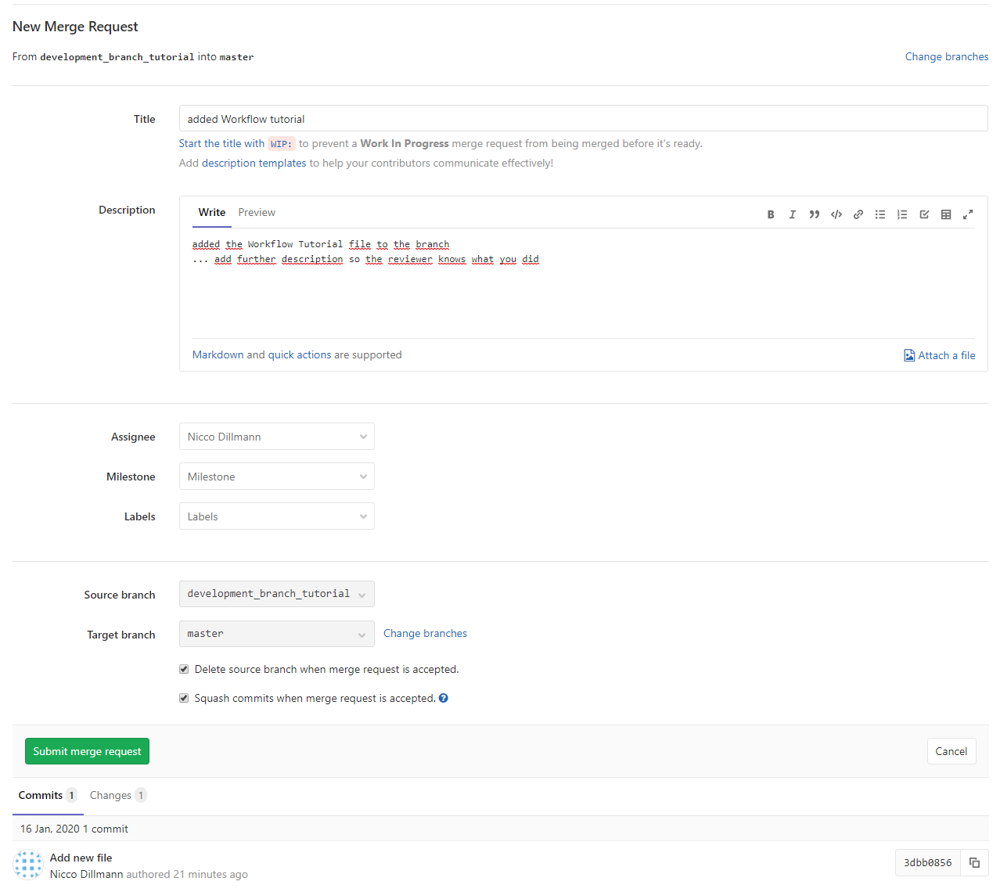 New Merge Request
From development_branch_tutorial into master
Change branches
Title
added Workflow tutorial
Start the title with WIP: to prevent a Work In Progress merge request from being merged before it's ready.
Add description templates to help your contributors communicate effectively!
Description
Write Preview
added the Workflow Tutorial file to the branch
... add further description so the reviewer knows what you did
Markdown and quick actions are supported
Attach a file
Assignee
Nicco Dillmann
Milestone
Milestone
Labels
Labels
Source branch
development_branch_tutorial
Target branch
master
Change branches
Delete source branch when merge request is accepted.
Squash commits when merge request is accepted.
Submit merge request
Cancel
Commits 1 Changes 1
16 Jan, 2020 1 commit
Add new file
Nicco Dillmann authored 21 minutes ago
3dbb0856